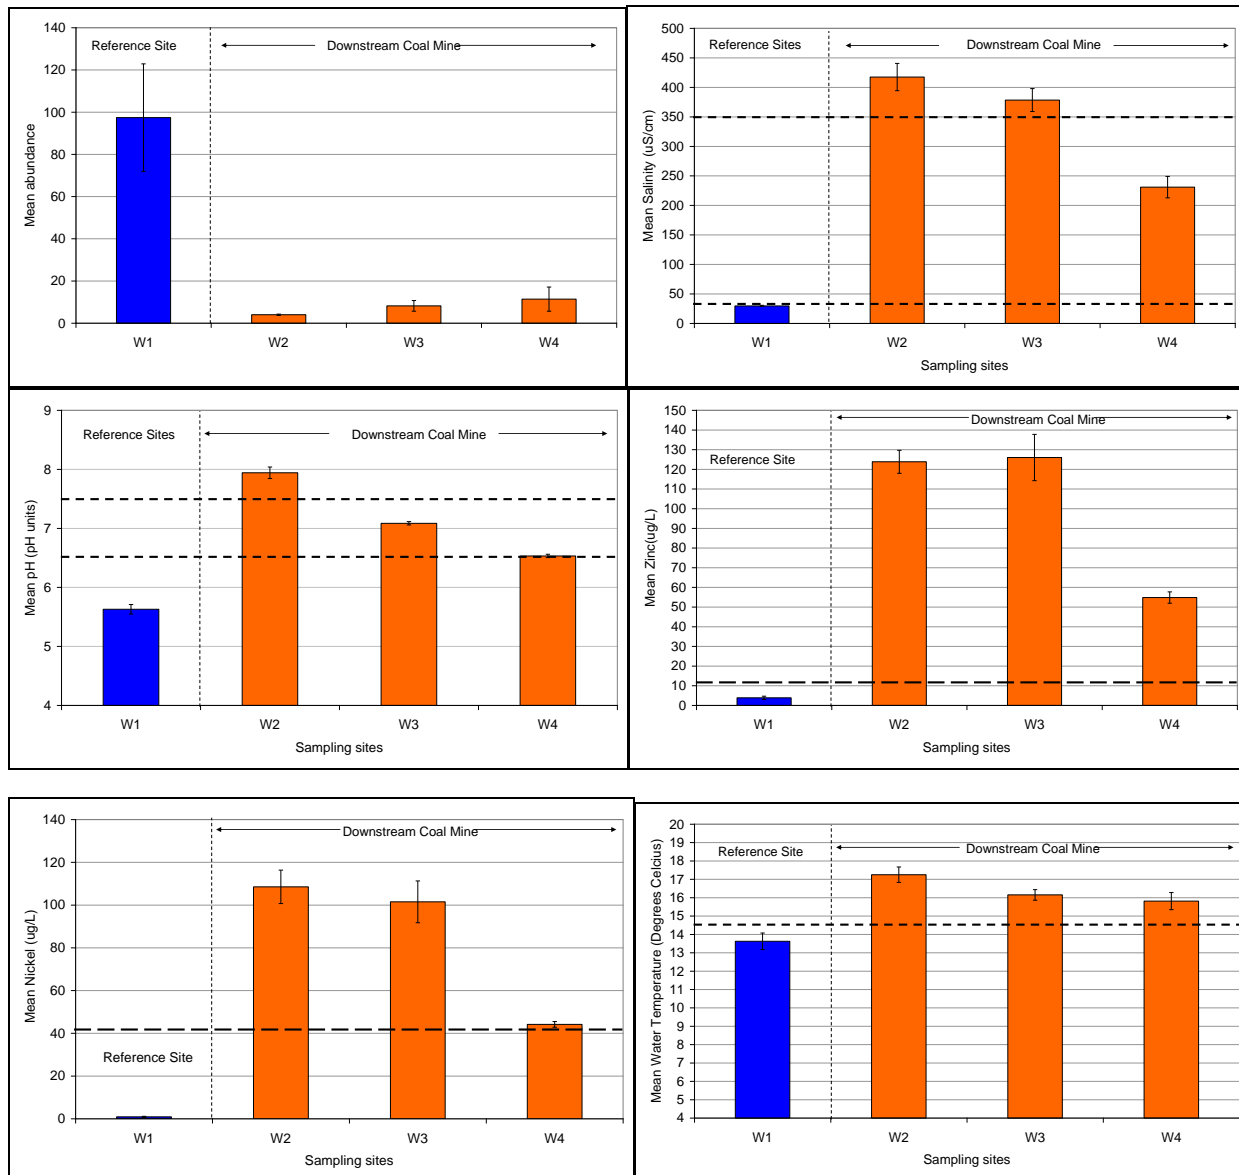 140
120
100
80
60
40
20
0
Mean abundance
Reference Site
Downstream Coal Mine
W1 W2 W3 W4
500
450
400
350
300
250
200
150
100
50
0
Mean Salinity (uS/cm)
Reference Sites
Downstream Coal Mine
W1 W2 W3 W4
Sampling sites
9
8
7
6
5
4
Mean pH (pH units)
Reference Sites
Downstream Coal Mine
W1 W2 W3 W4
Sampling sites
150
140
130
120
110
100
90
80
70
60
50
40
30
20
10
0
Mean Zinc(ug/L)
Downstream Coal Mine
Reference Site
W1 W2 W3 W4
Sampling sites
140
120
100
80
60
40
20
0
Mean Nickel (ug/L)
Downstream Coal Mine
Reference Site
W1 W2 W3 W4
Sampling sites
20
19
18
17
16
15
14
13
12
11
10
9
8
7
6
5
4
Mean Water Temperature (Degrees Celcius)
Reference Site
Downstream Coal Mine
W1 W2 W3 W4
Sampling sites